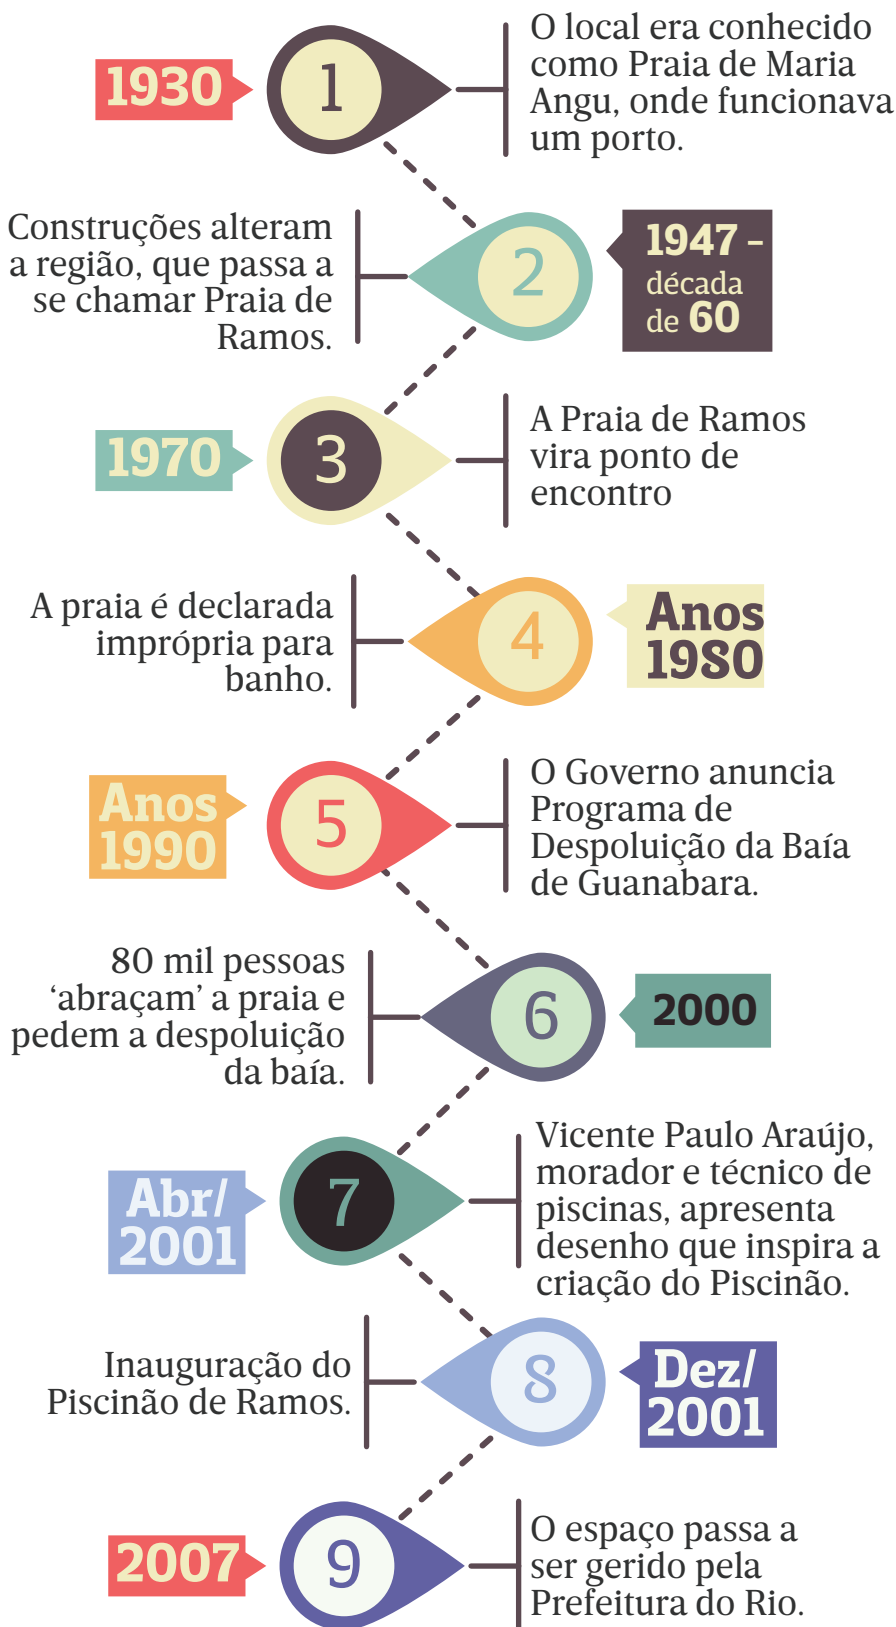 1930
1
O local era conhecido
como Praia de Maria
Angu, onde funcionava
um porto.
Construções alteram
a região, que passa a
se chamar Praia de
Ramos.
2
1947 -
década
de 60
1970
3
A Praia de Ramos
vira ponto de
encontro
A praia é declarada
imprópria para
banho.
4
Anos
1980
Anos
1990
5
O Governo anuncia
Programa de
Despoluição da Baía
de Guanabara.
80 mil pessoas
‘abraçam’ a praia e
pedem a despoluição
da baía.
6
2000
Abr/
2001
7
Vicente Paulo Araújo,
morador e técnico de
piscinas, apresenta
desenho que inspira a
criação do Piscinão.
Inauguração do
Piscinão de Ramos.
8
Dez/
2001
2007
9
O espaço passa a
ser gerido pela
Prefeitura do Rio.